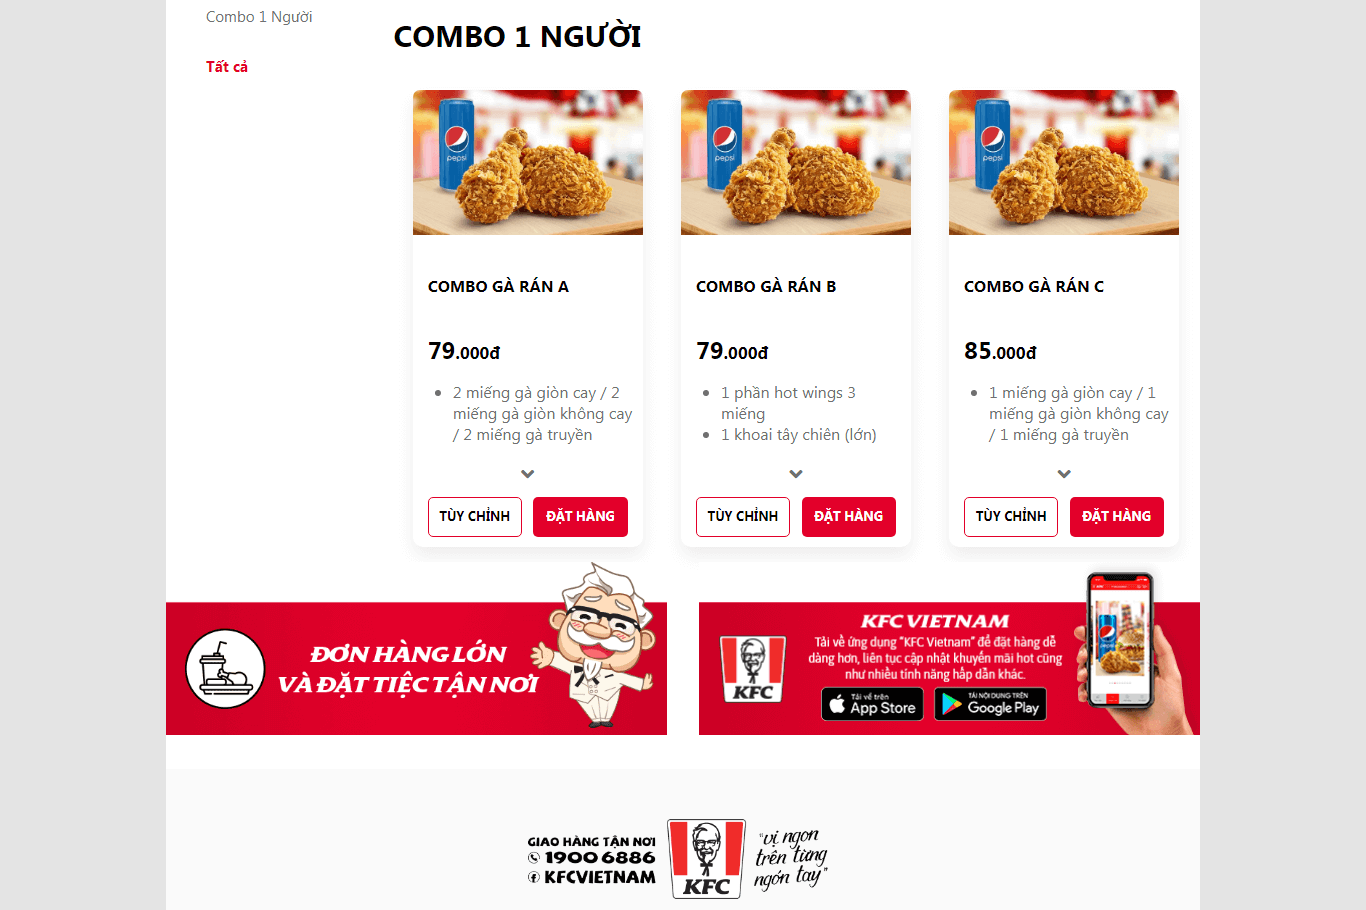 Combo 1 Người
Tất cả
COMBO 1 NGƯỜI
pepsi
pepsi
pepsi
COMBO GÀ RÁN A
79.000đ
2 miếng gà giòn cay / 2
miếng gà giòn không cay
/ 2 miếng gà truyền
TÙY CHỈNH
ĐẶT HÀNG
COMBO GÀ RÁN B
79.000đ
1 phần hot wings 3
miếng
1 khoai tây chiên (lớn)
TÙY CHỈNH
ĐẶT HÀNG
COMBO GÀ RÁN C
85.000đ
1 miếng gà giòn cay / 1
miếng gà giòn không cay
/ 1 miếng gà truyền
TÙY CHỈNH
ĐẶT HÀNG
ĐƠN HÀNG LỚN
VÀ ĐẶT TIỆC TẬN NƠI
KFC
KFC VIETNAM
Tải về ứng dụng "KFC Vietnam" để đặt hàng dễ
dàng hơn, liên tục cập nhật khuyến mãi hot cũng
như nhiều tính năng hấp dẫn khác.
Tải về trên
App Store
TẢI NỘI DUNG TRÊN
Google Play
GIAO HÀNG TẬN NƠI
1900 6886
KFCVIETNAM
KFC
"vị ngon
trên từng
ngón tay"